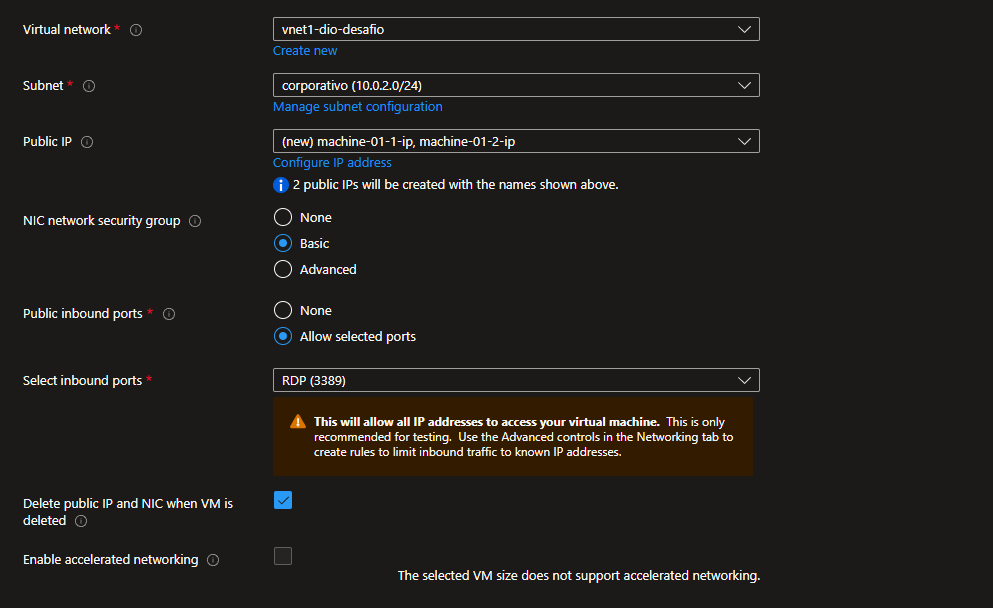 Virtual network *
vnet1-dio-desafio
Create new
Subnet *
corporativo (10.0.2.0/24)
Manage subnet configuration
Public IP
(new) machine-01-1-ip, machine-01-2-ip
Configure IP address
2 public IPs will be created with the names shown above.
NIC network security group
None
Basic
Advanced
Public inbound ports *
None
Allow selected ports
Select inbound ports *
RDP (3389)
This will allow all IP addresses to access your virtual machine. This is only
recommended for testing. Use the Advanced controls in the Networking tab to
create rules to limit inbound traffic to known IP addresses.
Delete public IP and NIC when VM is
deleted
Enable accelerated networking
The selected VM size does not support accelerated networking.